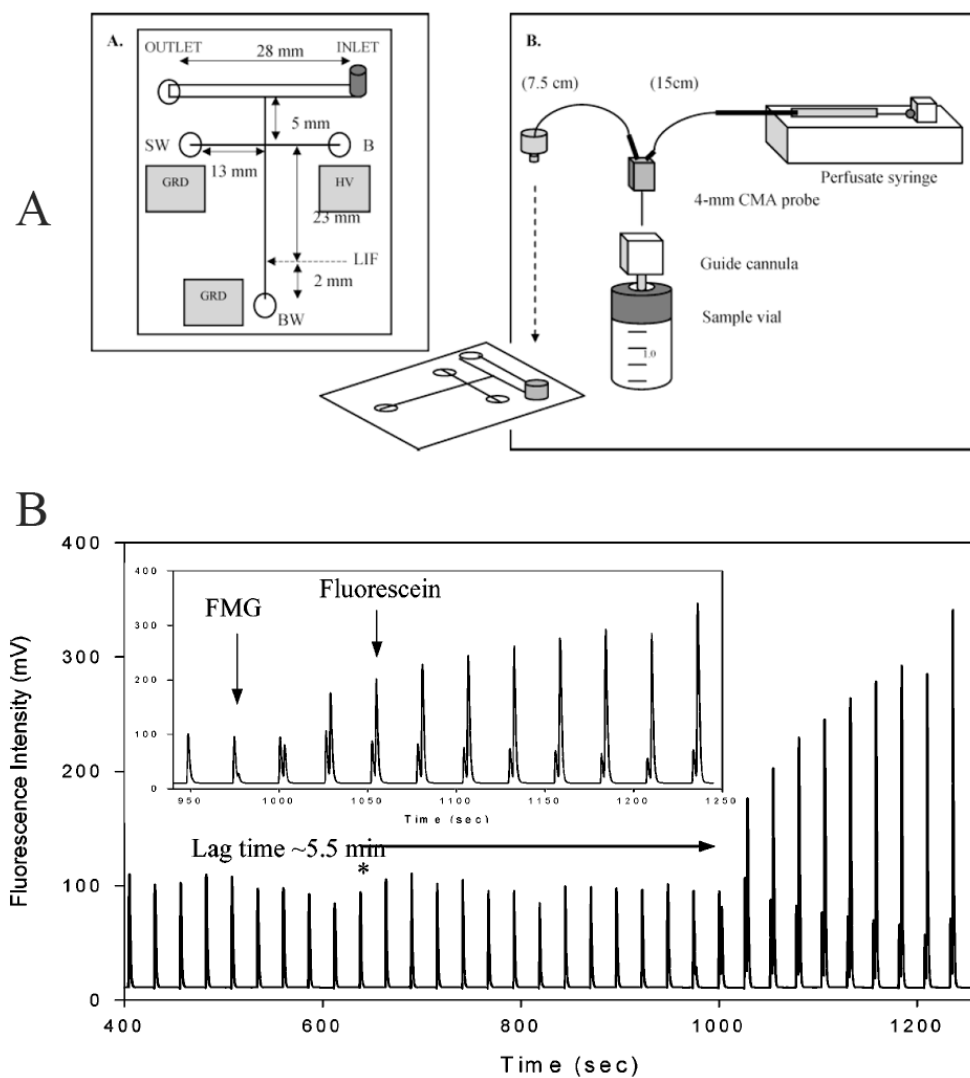 A
A.
OUTLET
28 mm
INLET
5 mm
SW
B
13 mm
GRD
HV
23 mm
LIF
2 mm
GRD
BW
B.
(7.5 cm)
(15cm)
Perfusate syringe
4-mm CMA probe
Guide cannula
Sample vial
1.0
B
400
300
200
100
0
Fluorescence Intensity (mV)
400
300
200
100
0
FMG
Fluorescein
950 1000 1050 1100 1150 1200 1250
Time (sec)
Lag time ~5.5 min
*
400 600 800 1000 1200
Time (sec)